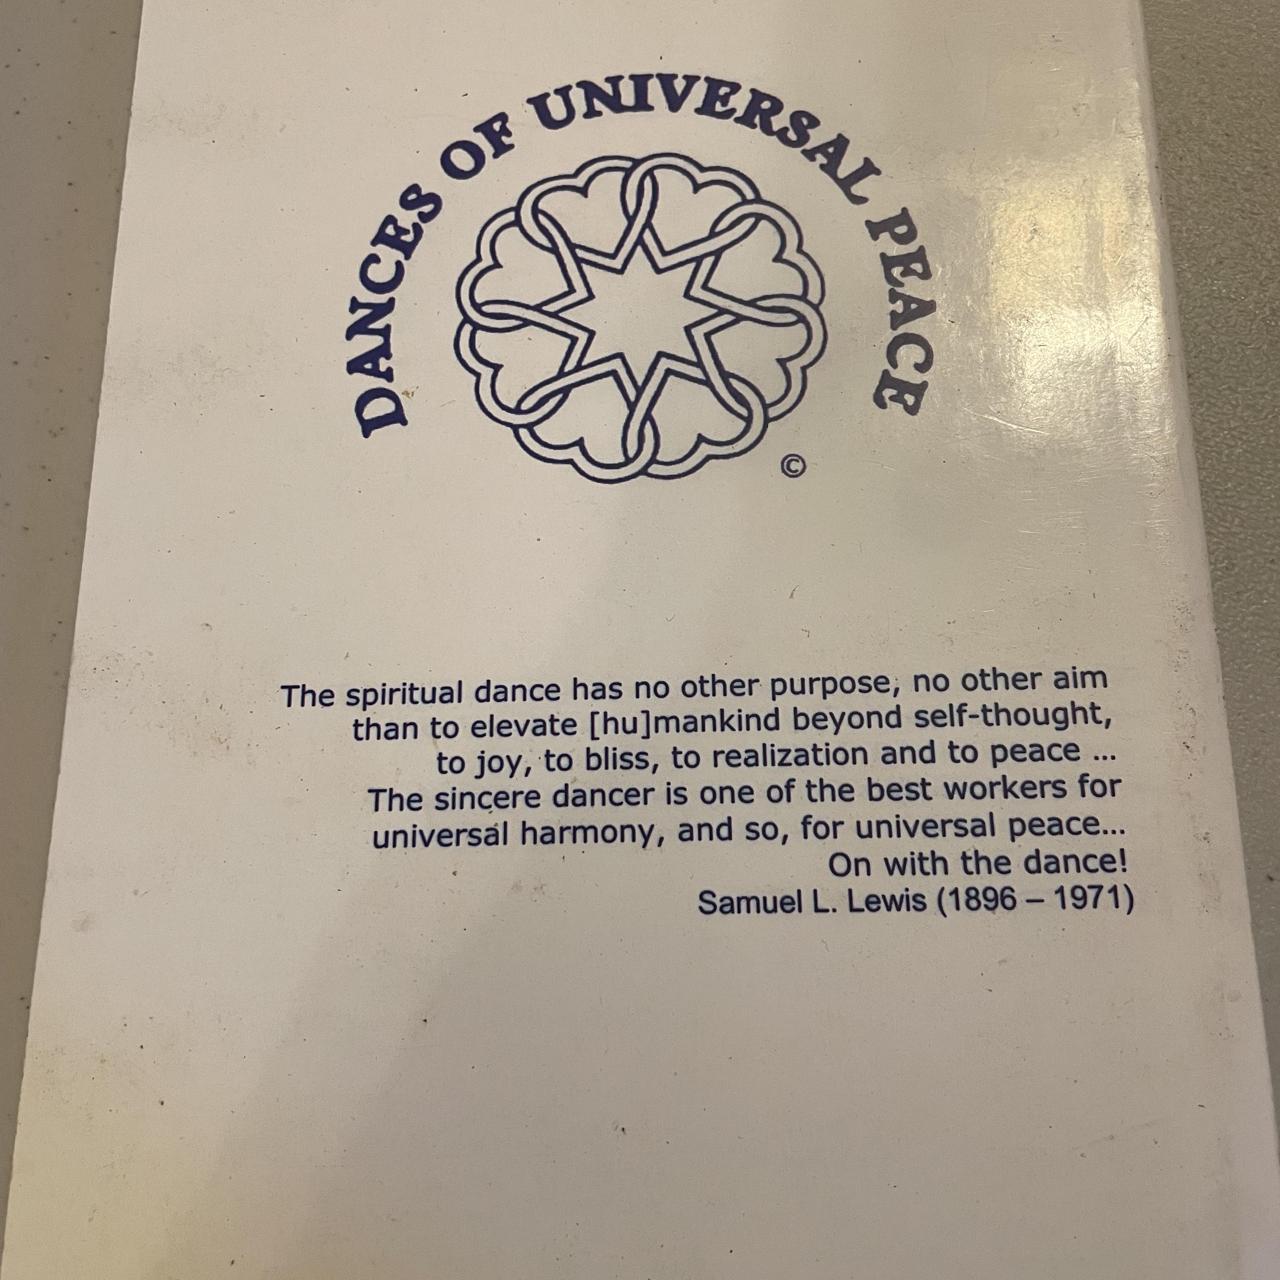 DANCES OF UNIVERSAL PEACE
©
The spiritual dance has no other purpose, no other aim
than to elevate [hu]mankind beyond self-thought,
to joy, to bliss, to realization and to peace ...
The sincere dancer is one of the best workers for
universal harmony, and so, for universal peace...
On with the dance!
Samuel L. Lewis (1896 – 1971)